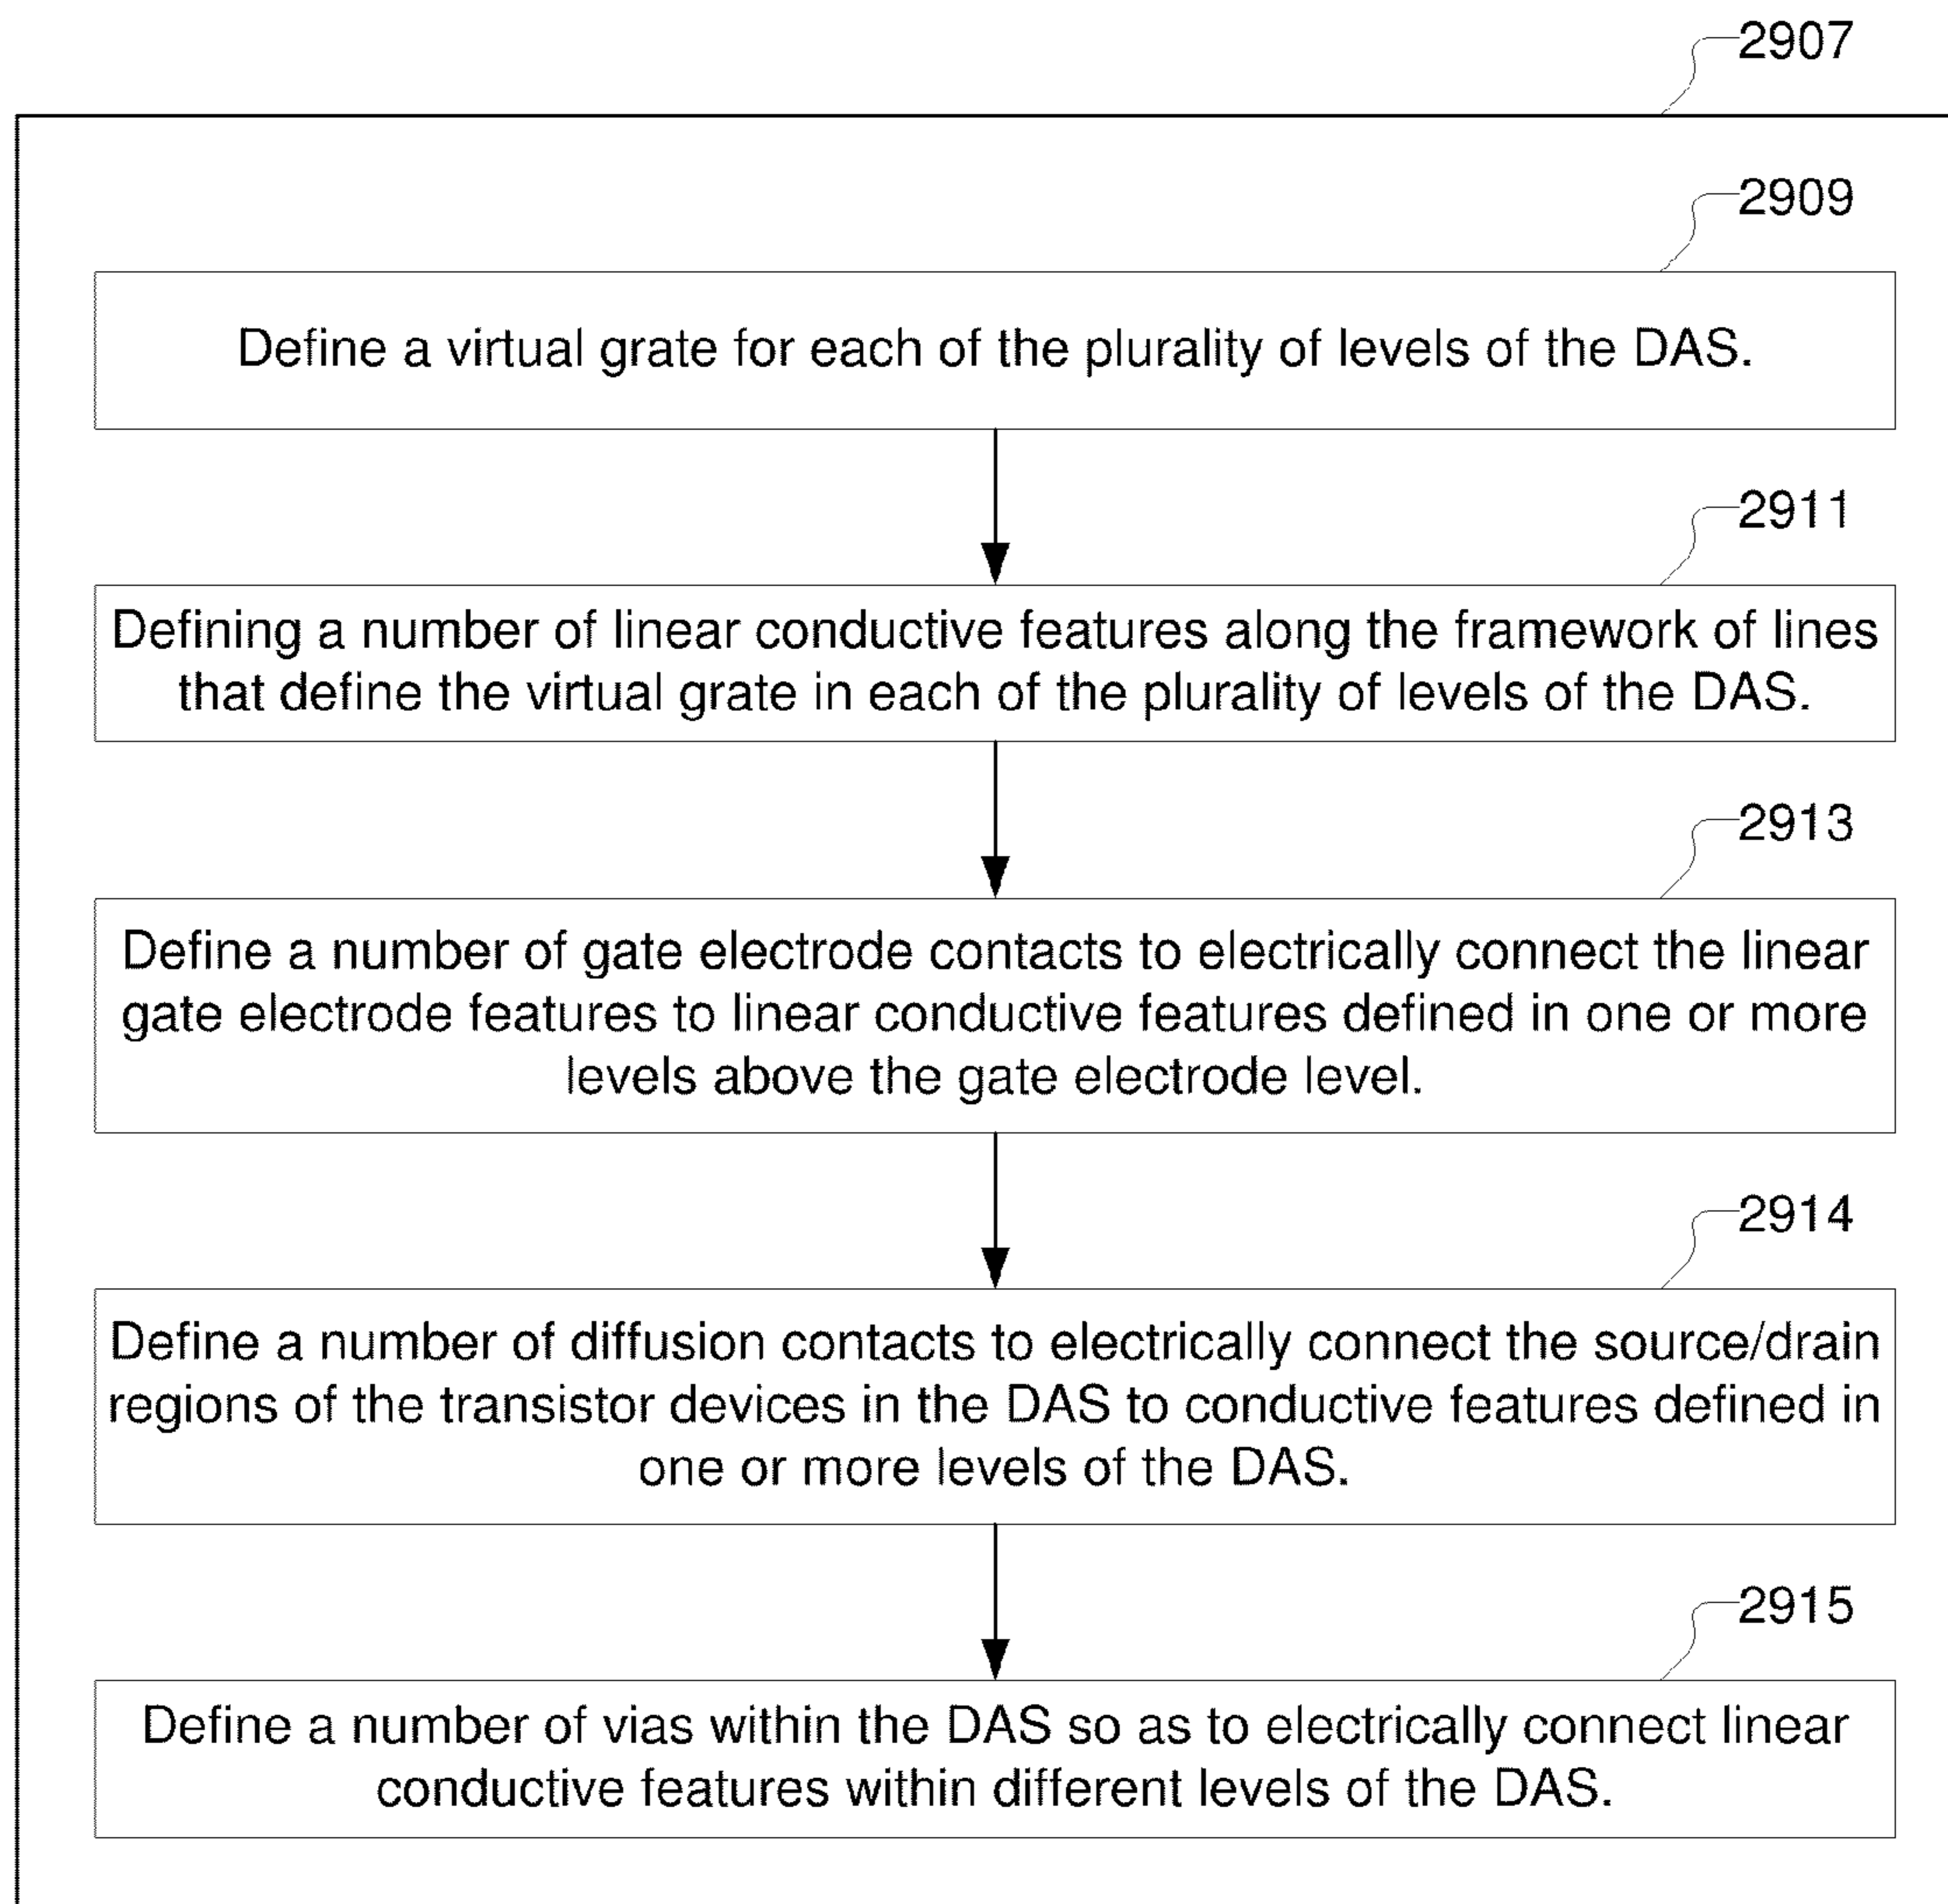 2907
2909
Define a virtual grate for each of the plurality of levels of the DAS.
2911
Defining a number of linear conductive features along the framework of lines
that define the virtual grate in each of the plurality of levels of the DAS.
2913
Define a number of gate electrode contacts to electrically connect the linear
gate electrode features to linear conductive features defined in one or more
levels above the gate electrode level.
2914
Define a number of diffusion contacts to electrically connect the source/drain
regions of the transistor devices in the DAS to conductive features defined in
one or more levels of the DAS.
2915
Define a number of vias within the DAS so as to electrically connect linear
conductive features within different levels of the DAS.